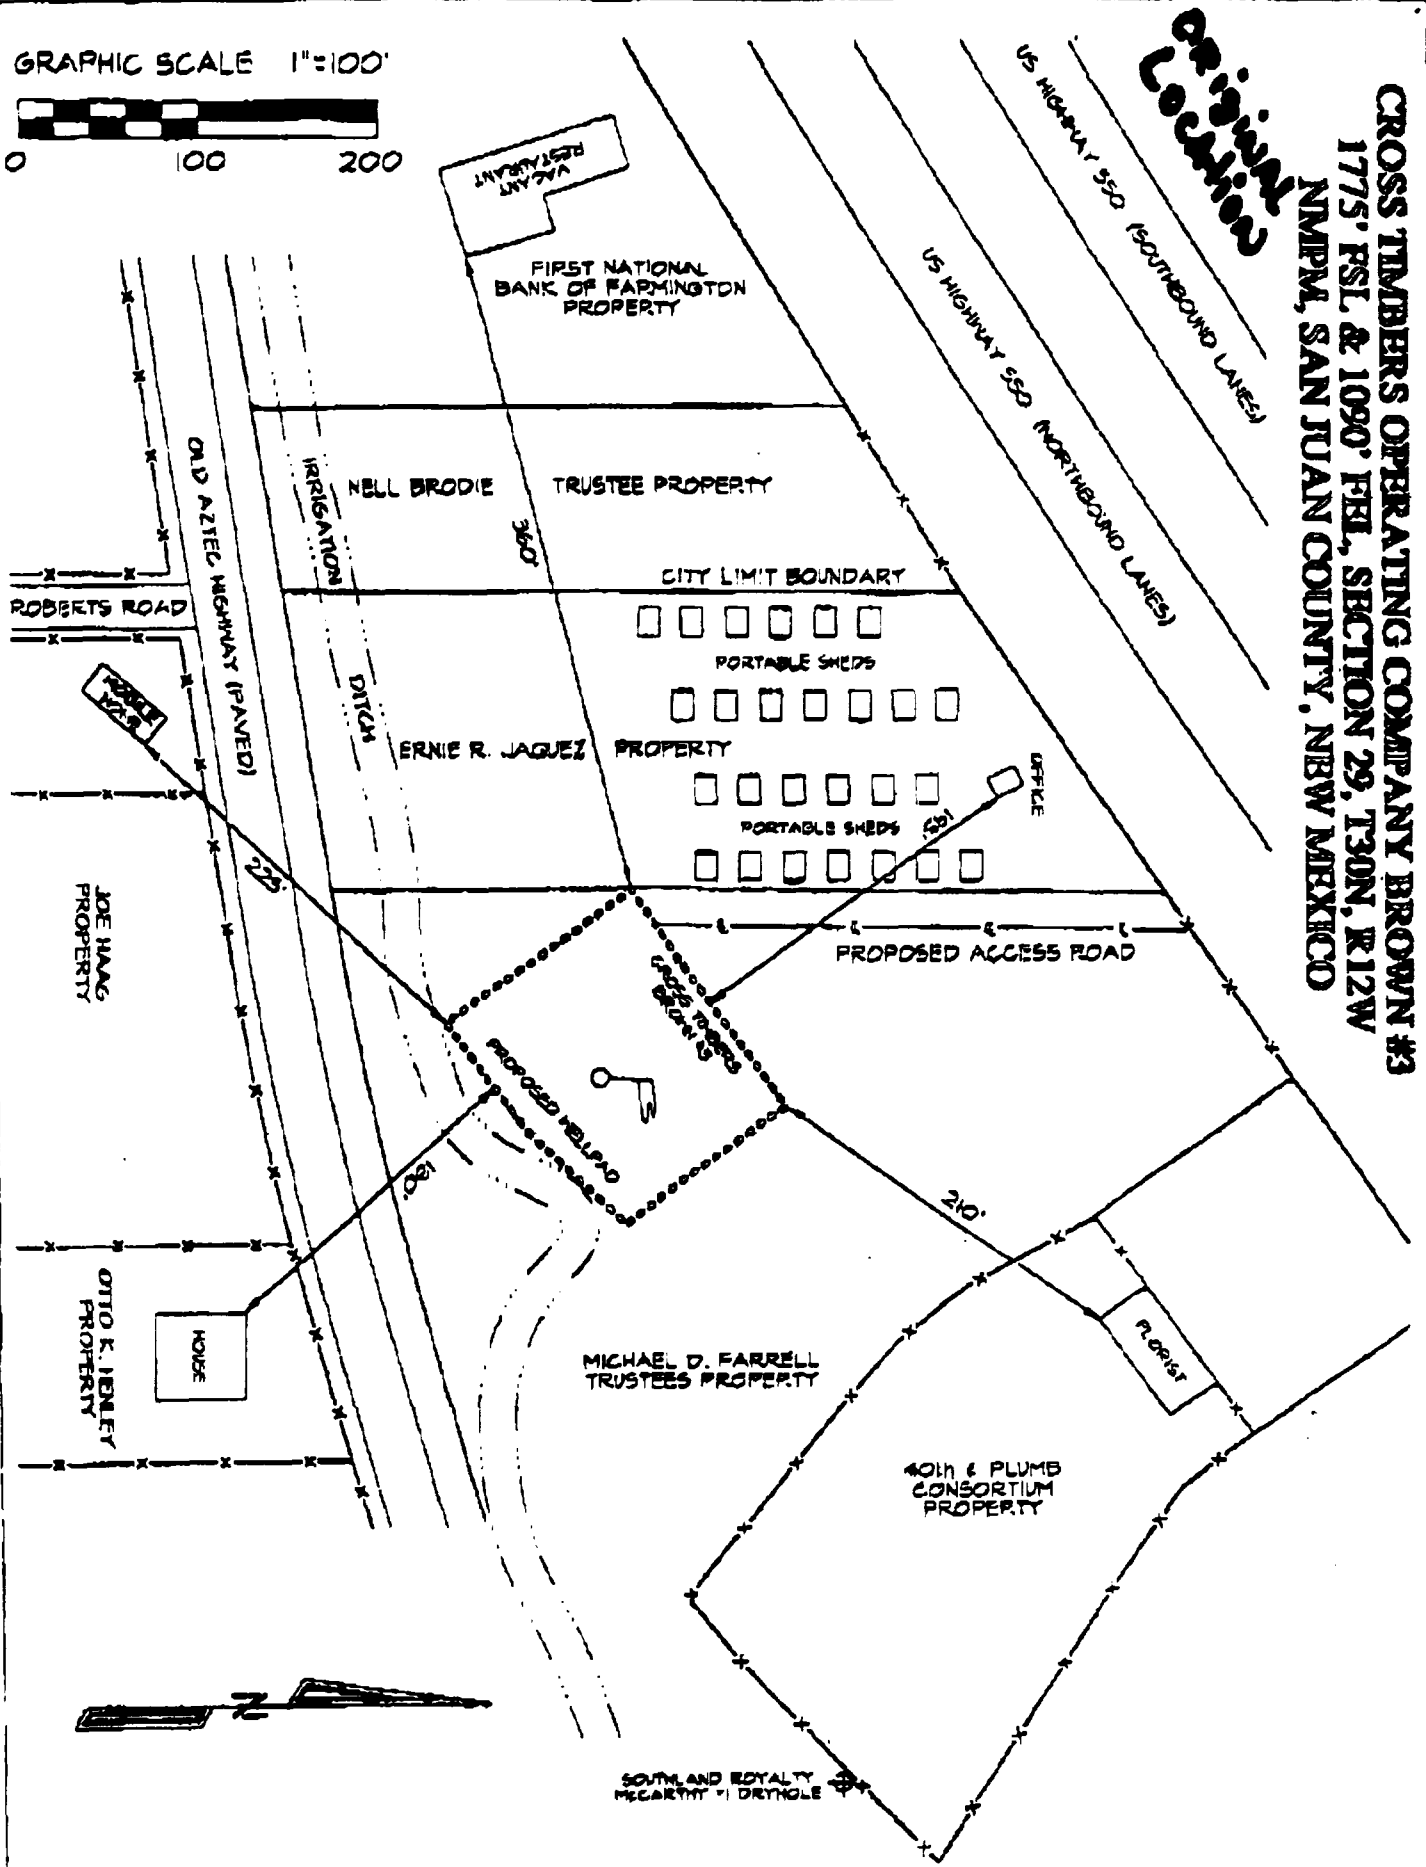 ORiginal
Location
CROSS TIMBERS OPERATING COMPANY BROWN #3
1775' FSL & 1090' FEL, SECTION 29, T30N, R12W
NMPM, SAN JUAN COUNTY, NEW MEXICO
GRAPHIC SCALE 1"=100'
0 100 200
US HIGHWAY 550 (SOUTHBOUND LANES)
US HIGHWAY 550 (NORTHBOUND LANES)
VACANT
RESTAURANT
FIRST NATIONAL
BANK OF FARMINGTON
PROPERTY
NELL BRODIE TRUSTEE PROPERTY
360'
IRRIGATION
DITCH
OLD AZTEC HIGHWAY (PAVED)
CITY LIMIT BOUNDARY
ROBERTS ROAD
PORTABLE SHEDS
ERNIE R. JAQUEZ PROPERTY
OFFICE
PORTABLE SHEDS
MOBILE
225'
JOE HAAG
PROPERTY
PROPOSED ACCESS ROAD
CROSS TIMBERS
BROWN #3
PROPOSED WELLPAD
210'
HOUSE
OTTO K. HENLEY
PROPERTY
FLORIST
MICHAEL D. FARRELL
TRUSTEES PROPERTY
40th & PLUMB
CONSORTIUM
PROPERTY
N
SOUTHLAND ROYALTY
McCARTHY #1 DRYHOLE